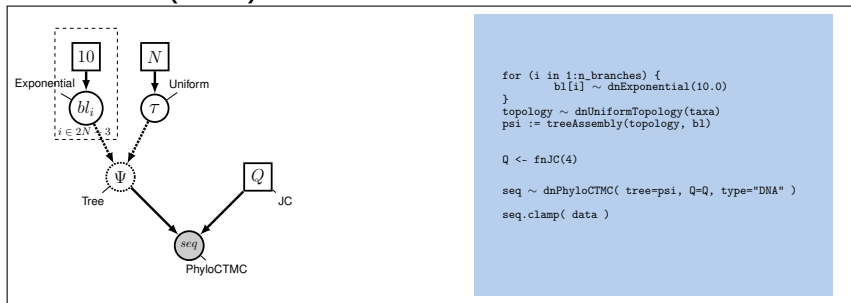 10
N
Exponential
Uniform
bl_i
τ
i ∈ 2N − 3
Ψ
Q
Tree
JC
seq
PhyloCTMC
for (i in 1:n_branches) {
bl[i] ∼ dnExponential(10.0)
}
topology ∼ dnUniformTopology(taxa)
psi := treeAssembly(topology, bl)
Q <- fnJC(4)
seq ∼ dnPhyloCTMC( tree=psi, Q=Q, type="DNA" )
seq.clamp( data )